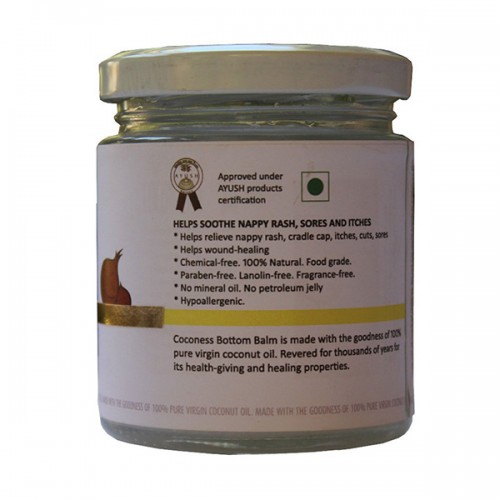 AYUSH
Approved under
AYUSH products
certification
HELPS SOOTHE NAPPY RASH, SORES AND ITCHES
* Helps relieve nappy rash, cradle cap, itches, cuts, sores
* Helps wound-healing
* Chemical-free. 100% Natural. Food grade.
* Paraben-free. Lanolin-free. Fragrance-free.
* No mineral oil. No petroleum jelly
* Hypoallergenic.
Coconess Bottom Balm is made with the goodness of 100%
pure virgin coconut oil. Revered for thousands of years for
its health-giving and healing properties.
WITH THE GOODNESS OF 100% PURE VIRGIN COCONUT OIL. MADE WITH THE GOODNESS OF 100% PURE VIRGIN